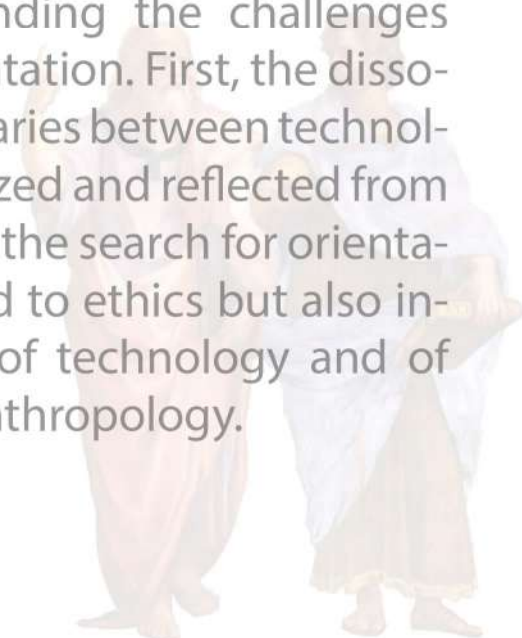 nding the challenges
tation. First, the disso-
aries between technol-
zed and reflected from
the search for orienta-
d to ethics but also in-
of technology and of
nthropology.